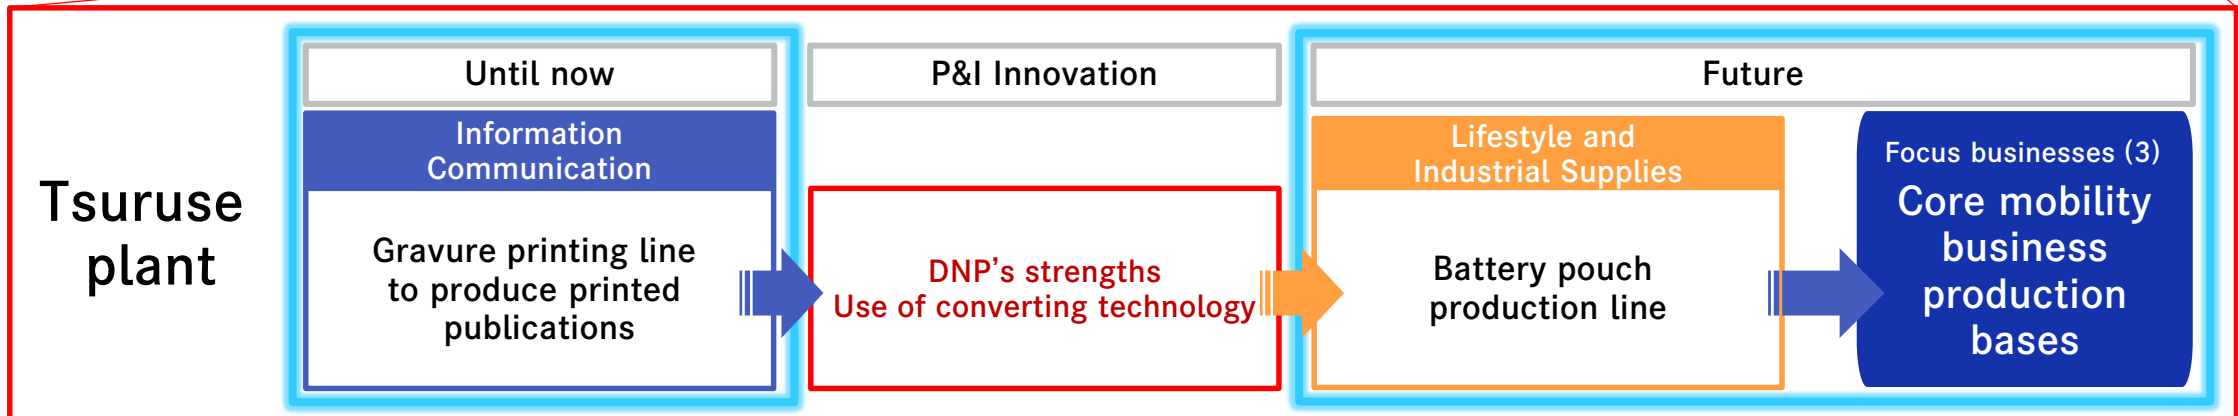 Tsuruse
plant
Until now
Information
Communication
Gravure printing line
to produce printed
publications
P&I Innovation
DNP’s strengths
Use of converting technology
Future
Lifestyle and
Industrial Supplies
Battery pouch
production line
Focus businesses (3)
Core mobility
business
production
bases